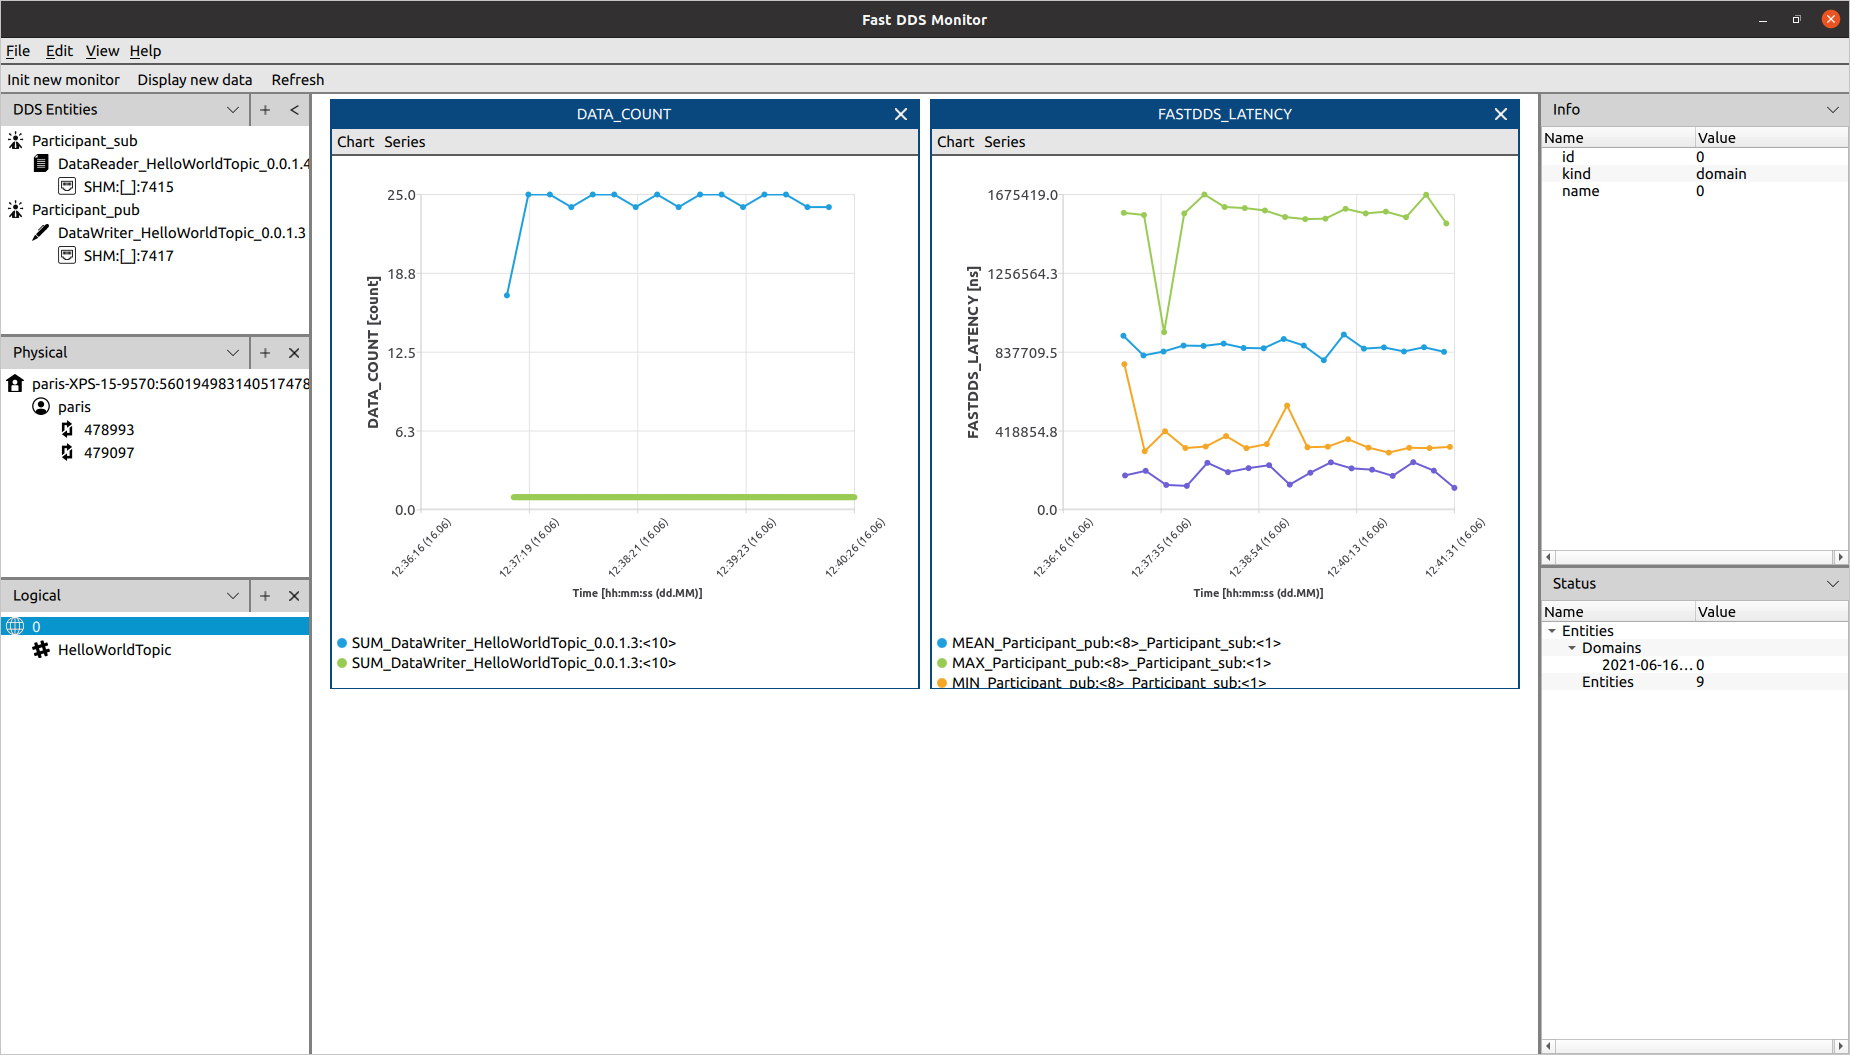 Fast DDS Monitor
File Edit View Help
Init new monitor Display new data Refresh
DDS Entities
Participant_sub
DataReader_HelloWorldTopic_0.0.1.4
SHM:[_]:7415
Participant_pub
DataWriter_HelloWorldTopic_0.0.1.3
SHM:[_]:7417
Physical
paris-XPS-15-9570:560194983140517478
paris
478993
479097
Logical
0
HelloWorldTopic
DATA_COUNT
Chart Series
25.0
18.8
12.5
6.3
0.0
DATA_COUNT [count]
12:36:16 (16.06)
12:37:19 (16.06)
12:38:21 (16.06)
12:39:23 (16.06)
12:40:26 (16.06)
Time [hh:mm:ss (dd.MM)]
SUM_DataWriter_HelloWorldTopic_0.0.1.3:<10>
SUM_DataWriter_HelloWorldTopic_0.0.1.3:<10>
FASTDDS_LATENCY
Chart Series
1675419.0
1256564.3
837709.5
418854.8
0.0
FASTDDS_LATENCY [ns]
12:36:16 (16.06)
12:37:35 (16.06)
12:38:54 (16.06)
12:40:13 (16.06)
12:41:31 (16.06)
Time [hh:mm:ss (dd.MM)]
MEAN_Participant_pub:<8>_Participant_sub:<1>
MAX_Participant_pub:<8>_Participant_sub:<1>
MIN_Participant_pub:<8>_Participant_sub:<1>
Info
Name Value
id 0
kind domain
name 0
Status
Name Value
Entities
Domains
2021-06-16... 0
Entities 9